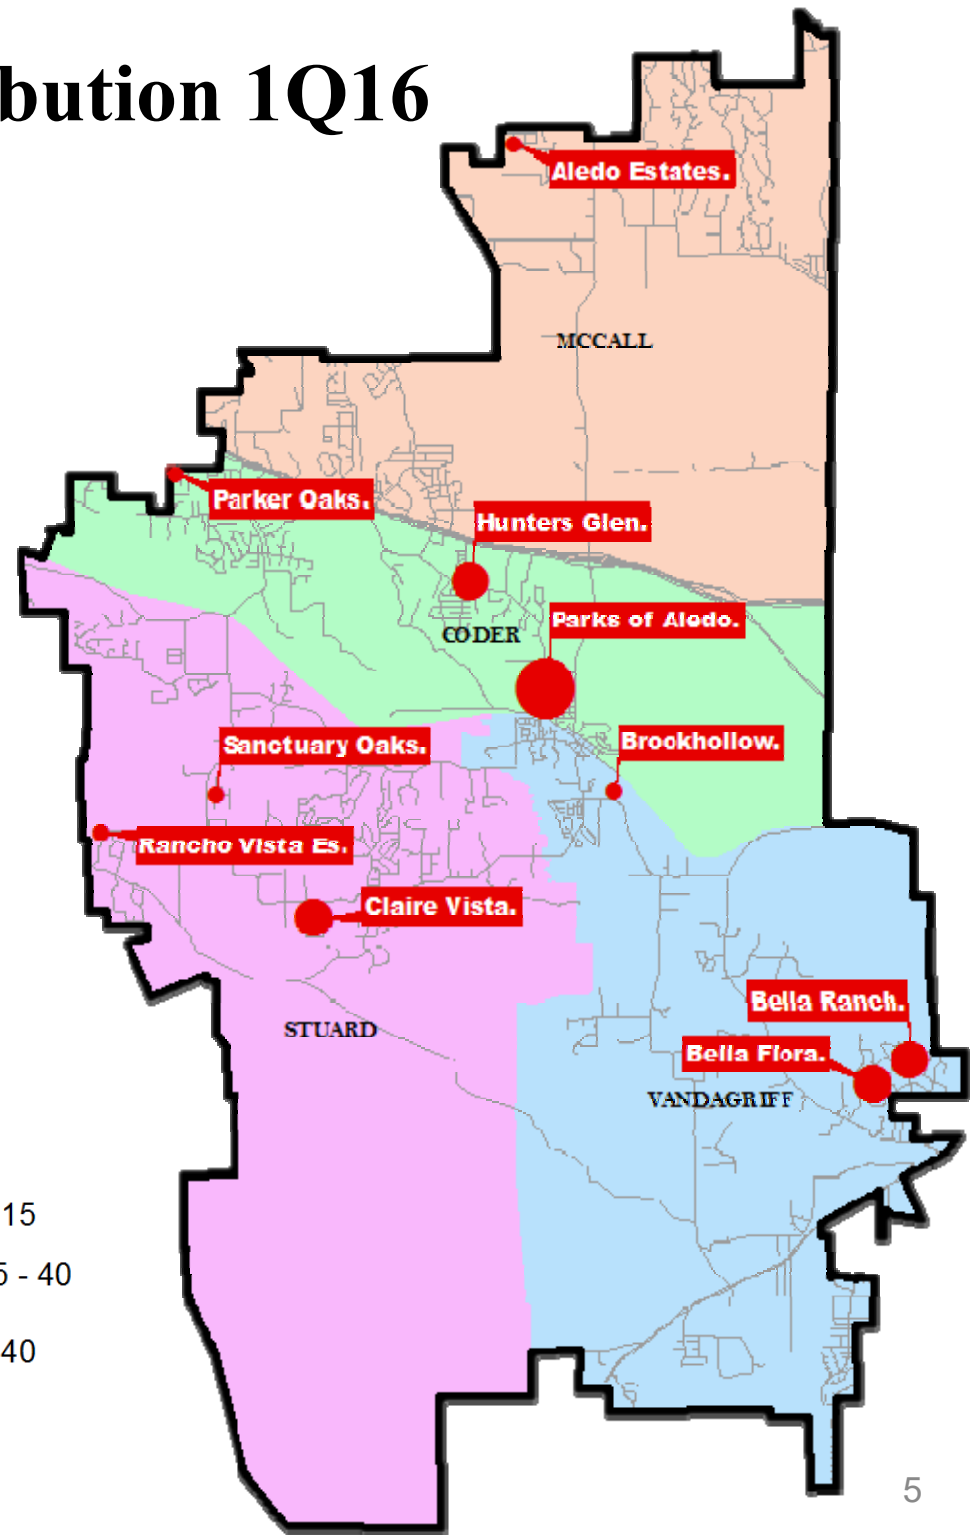 bution 1Q16
Aledo Estates.
MCCALL
Parker Oaks.
Hunters Glen.
Parks of Aledo.
CODER
Brookhollow.
Sanctuary Oaks.
Rancho Vista Es.
Claire Vista.
Bella Ranch.
STUARD
Bella Flora.
VANDAGRIFF
15
5 - 40
40
5